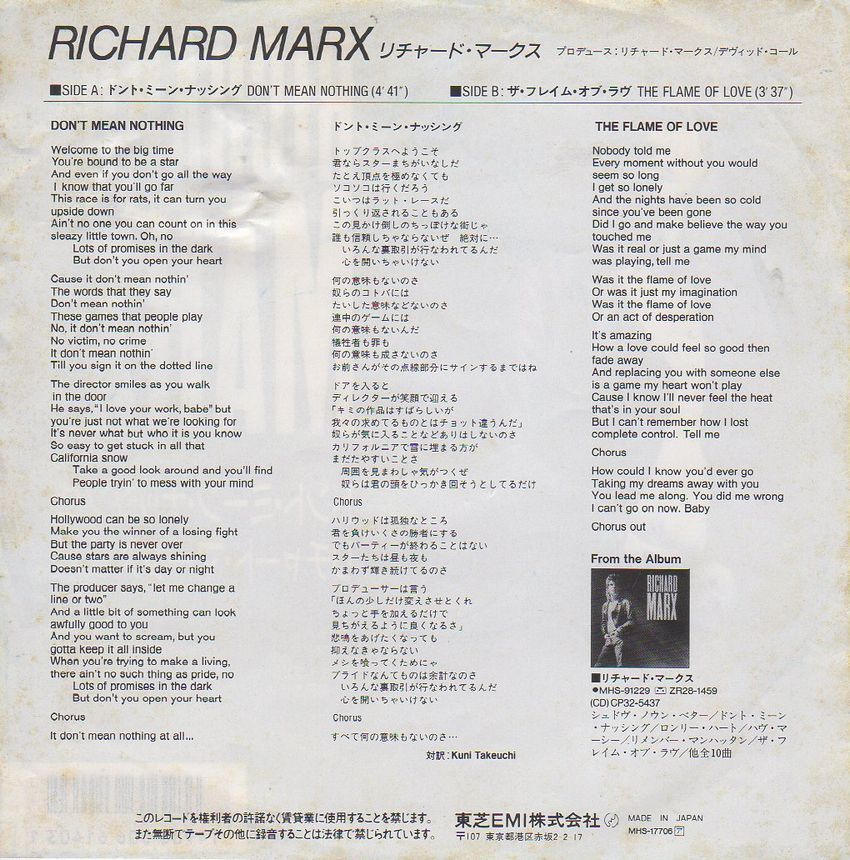 RICHARD MARX リチャード・マークス プロデュース：リチャード・マークス/デヴィッド・コール
■SIDE A：ドント・ミーン・ナッシング DON'T MEAN NOTHING (4'41")
■SIDE B：ザ・フレイム・オブ・ラヴ THE FLAME OF LOVE (3'37")
DON'T MEAN NOTHING
Welcome to the big time
You're bound to be a star
And even if you don't go all the way
I know that you'll go far
This race is for rats, it can turn you
upside down
Ain't no one you can count on in this
sleazy little town. Oh, no
Lots of promises in the dark
But don't you open your heart
Cause it don't mean nothin'
The words that they say
Don't mean nothin'
These games that people play
No, it don't mean nothin'
No victim, no crime
It don't mean nothin'
Till you sign it on the dotted line
The director smiles as you walk
in the door
He says, "I love your work, babe" but
you're just not what we're looking for
It's never what but who it is you know
So easy to get stuck in all that
California snow
Take a good look around and you'll find
People tryin' to mess with your mind
Chorus
Hollywood can be so lonely
Make you the winner of a losing fight
But the party is never over
Cause stars are always shining
Doesn't matter if it's day or night
The producer says, "let me change a
line or two"
And a little bit of something can look
awfully good to you
And you want to scream, but you
gotta keep it all inside
When you're trying to make a living,
there ain't no such thing as pride, no
Lots of promises in the dark
But don't you open your heart
Chorus
It don't mean nothing at all...
ドント・ミーン・ナッシング
トップクラスへようこそ
君ならスターまちがいなしだ
たとえ頂点を極めなくても
ソコソコは行くだろう
こいつはラット・レースだ
引っくり返されることもある
この見かけ倒しのちっぽけな街じゃ
誰も信頼しちゃならないぜ 絶対に…
いろんな裏取引が行なわれてるんだ
心を開いちゃいけない
何の意味もないのさ
奴らのコトバには
たいした意味などないのさ
連中のゲームには
何の意味もないんだ
犠牲者も罪も
何の意味も成さないのさ
お前さんがその点線部分にサインするまではね
ドアを入ると
ディレクターが笑顔で迎える
「キミの作品はすばらしいが
我々の求めてるものとはチョット違うんだ」
奴らが気に入ることなどありはしないのさ
カリフォルニアで雪に埋まる方が
まだたやすいことさ
周囲を見まわしゃ気がつくぜ
奴らは君の頭をひっかき回そうとしてるだけ
Chorus
ハリウッドは孤独なところ
君を負けいくさの勝者にする
でもパーティーが終わることはない
スターたちは昼も夜も
かまわず輝き続けてるのさ
プロデューサーは言う
「ほんの少しだけ変えさせとくれ
ちょっと手を加えるだけで
見ちがえるように良くなるさ」
悲鳴をあげたくなっても
抑えなきゃならない
メシを喰ってくためにゃ
プライドなんてものは余計なのさ
いろんな裏取引が行なわれてるんだ
心を開いちゃいけない
Chorus
すべて何の意味もないのさ…
対訳：Kuni Takeuchi
THE FLAME OF LOVE
Nobody told me
Every moment without you would
seem so long
I get so lonely
And the nights have been so cold
since you've been gone
Did I go and make believe the way you
touched me
Was it real or just a game my mind
was playing, tell me
Was it the flame of love
Or was it just my imagination
Was it the flame of love
Or an act of desperation
It's amazing
How a love could feel so good then
fade away
And replacing you with someone else
is a game my heart won't play
Cause I know I'll never feel the heat
that's in your soul
But I can't remember how I lost
complete control. Tell me
Chorus
How could I know you'd ever go
Taking my dreams away with you
You lead me along. You did me wrong
I can't go on now. Baby
Chorus out
From the Album
RICHARD
MARX
■リチャード・マークス
●MHS-91229 ZR28-1459
(CD) CP32-5437
シュドヴ・ノウン・ベター／ドント・ミーン
・ナッシング／ロンリー・ハート／ハヴ・マ
ーシー／リメンバー・マンハッタン／ザ・フ
レイム・オブ・ラヴ／他全10曲
このレコードを権利者の許諾なく賃貸業に使用することを禁じます。
また無断でテープその他に録音することは法律で禁じられています。
東芝EMI株式会社
〒107 東京都港区赤坂2-2-17
MADE IN JAPAN
MHS-17706 ア